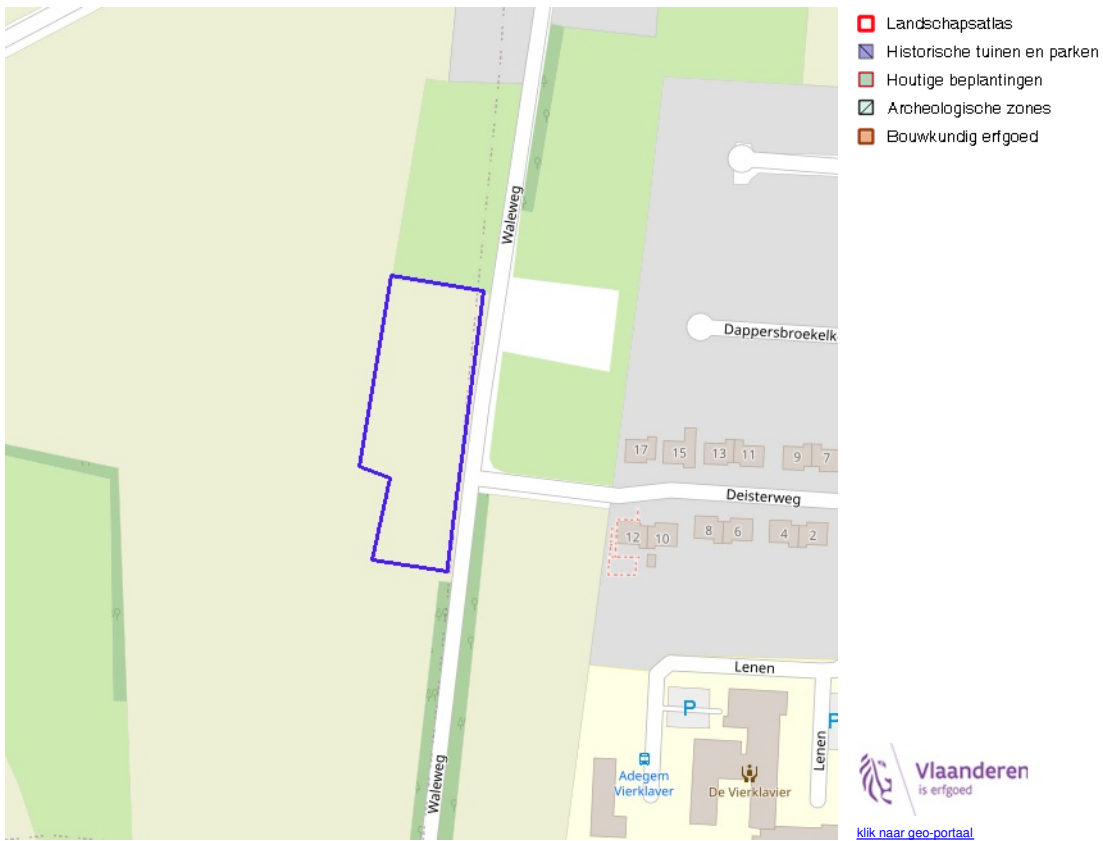 Landschapsatlas
Historische tuinen en parken
Houtige beplantingen
Archeologische zones
Bouwkundig erfgoed
Waleweg
Dappersbroekelk
17
15
13
11
9
7
Deisterweg
12
10
8
6
4
2
Lenen
P
P
Lenen
Adegem
Vierklaver
De Vierklavier
Waleweg
Vlaanderen
is erfgoed
klik naar geo-portaal